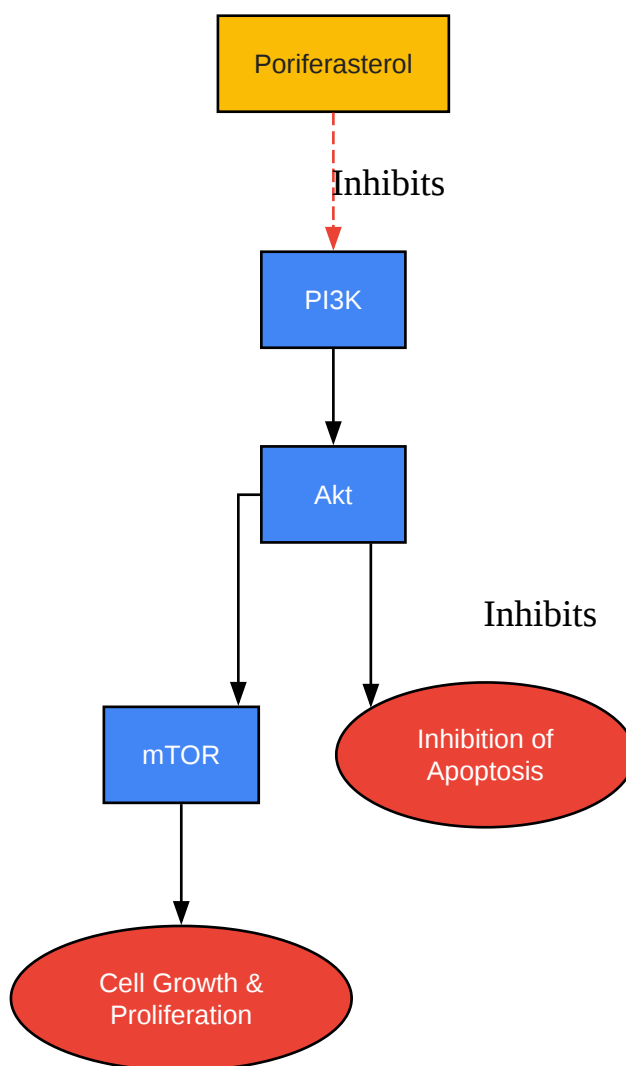 Poriferasterol
Inhibits
PI3K
Akt
Inhibits
Inhibition of
Apoptosis
mTOR
Cell Growth &
Proliferation